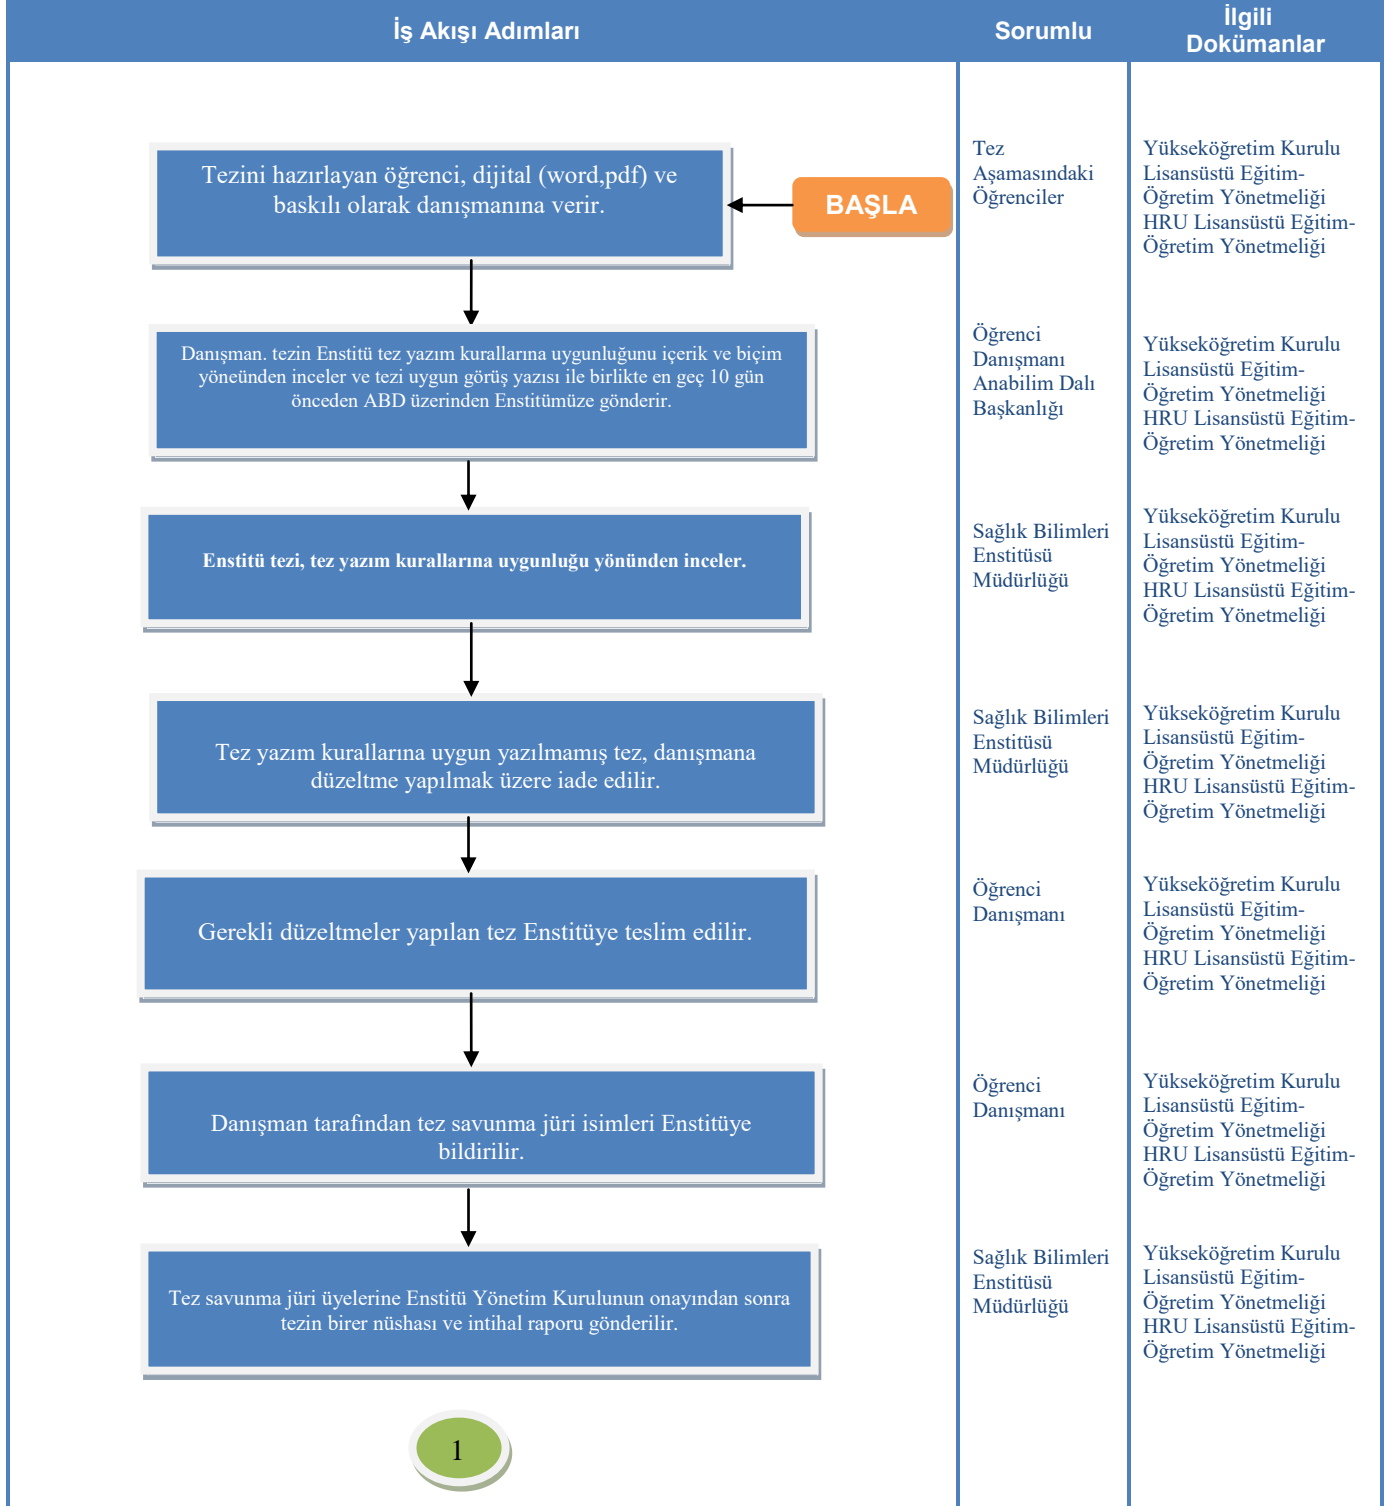 İş Akışı Adımları
Sorumlu
İlgili
Dokümanlar
Tezini hazırlayan öğrenci, dijital (word,pdf) ve
baskılı olarak danışmanına verir.
BAŞLA
Tez
Aşamasındaki
Öğrenciler
Yükseköğretim Kurulu
Lisansüstü Eğitim-
Öğretim Yönetmeliği
HRU Lisansüstü Eğitim-
Öğretim Yönetmeliği
Danışman. tezin Enstitü tez yazım kurallarına uygunluğunu içerik ve biçim
yöneünden inceler ve tezi uygun görüş yazısı ile birlikte en geç 10 gün
önceden ABD üzerinden Enstitümüze gönderir.
Öğrenci
Danışmanı
Anabilim Dalı
Başkanlığı
Yükseköğretim Kurulu
Lisansüstü Eğitim-
Öğretim Yönetmeliği
HRU Lisansüstü Eğitim-
Öğretim Yönetmeliği
Enstitü tezi, tez yazım kurallarına uygunluğu yönünden inceler.
Sağlık Bilimleri
Enstitüsü
Müdürlüğü
Yükseköğretim Kurulu
Lisansüstü Eğitim-
Öğretim Yönetmeliği
HRU Lisansüstü Eğitim-
Öğretim Yönetmeliği
Tez yazım kurallarına uygun yazılmamış tez, danışmana
düzeltme yapılmak üzere iade edilir.
Sağlık Bilimleri
Enstitüsü
Müdürlüğü
Yükseköğretim Kurulu
Lisansüstü Eğitim-
Öğretim Yönetmeliği
HRU Lisansüstü Eğitim-
Öğretim Yönetmeliği
Gerekli düzeltmeler yapılan tez Enstitüye teslim edilir.
Öğrenci
Danışmanı
Yükseköğretim Kurulu
Lisansüstü Eğitim-
Öğretim Yönetmeliği
HRU Lisansüstü Eğitim-
Öğretim Yönetmeliği
Danışman tarafından tez savunma jüri isimleri Enstitüye
bildirilir.
Öğrenci
Danışmanı
Yükseköğretim Kurulu
Lisansüstü Eğitim-
Öğretim Yönetmeliği
HRU Lisansüstü Eğitim-
Öğretim Yönetmeliği
Tez savunma jüri üyelerine Enstitü Yönetim Kurulunun onayından sonra
tezin birer nüshası ve intihal raporu gönderilir.
Sağlık Bilimleri
Enstitüsü
Müdürlüğü
Yükseköğretim Kurulu
Lisansüstü Eğitim-
Öğretim Yönetmeliği
HRU Lisansüstü Eğitim-
Öğretim Yönetmeliği
1